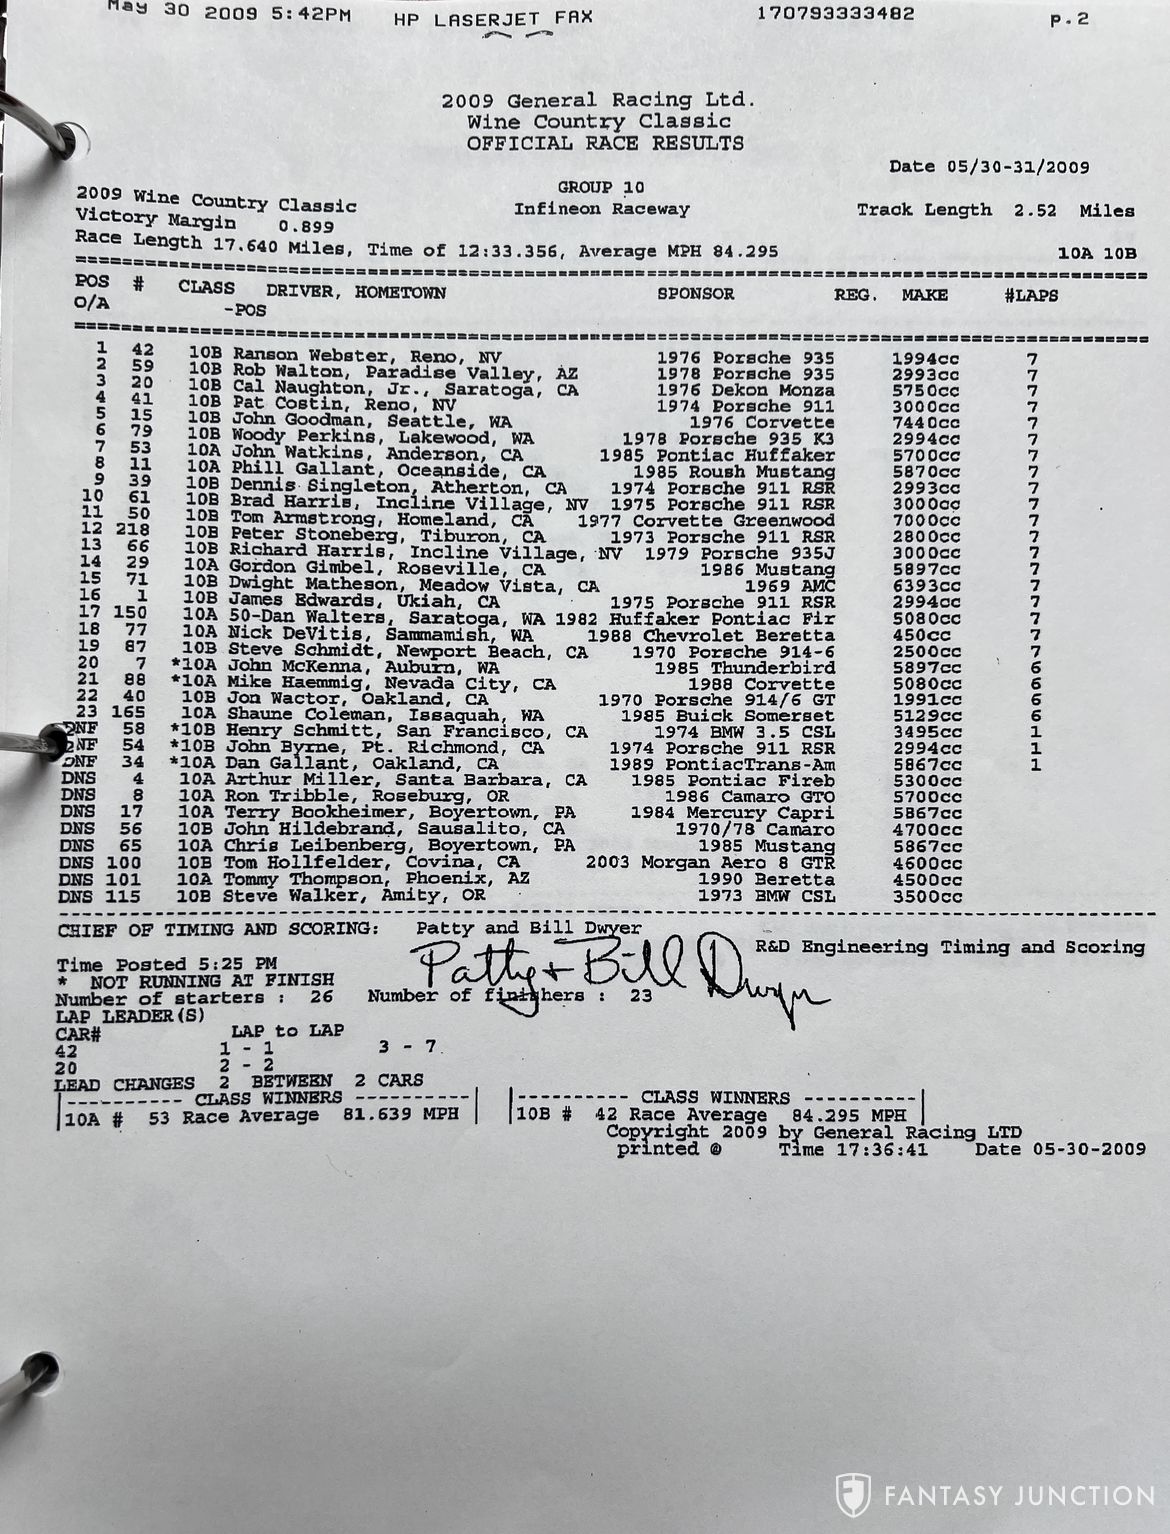 May 30 2009 5:42PM HP LASERJET FAX 170793333482 p.2
2009 General Racing Ltd.
Wine Country Classic
OFFICIAL RACE RESULTS
Date 05/30-31/2009
GROUP 10
2009 Wine Country Classic Infineon Raceway Track Length 2.52 Miles
Victory Margin 0.899
Race Length 17.640 Miles, Time of 12:33.356, Average MPH 84.295 10A 10B
POS # CLASS DRIVER, HOMETOWN SPONSOR REG. MAKE #LAPS
O/A -POS
1 42 10B Ranson Webster, Reno, NV 1976 Porsche 935 1994cc 7
2 59 10B Rob Walton, Paradise Valley, AZ 1978 Porsche 935 2993cc 7
3 20 10B Cal Naughton, Jr., Saratoga, CA 1976 Dekon Monza 5750cc 7
4 41 10B Pat Costin, Reno, NV 1974 Porsche 911 3000cc 7
5 15 10B John Goodman, Seattle, WA 1976 Corvette 7440cc 7
6 79 10B Woody Perkins, Lakewood, WA 1978 Porsche 935 K3 2994cc 7
7 53 10A John Watkins, Anderson, CA 1985 Pontiac Huffaker 5700cc 7
8 11 10A Phill Gallant, Oceanside, CA 1985 Roush Mustang 5870cc 7
9 39 10B Dennis Singleton, Atherton, CA 1974 Porsche 911 RSR 2993cc 7
10 61 10B Brad Harris, Incline Village, NV 1975 Porsche 911 RSR 3000cc 7
11 50 10B Tom Armstrong, Homeland, CA 1977 Corvette Greenwood 7000cc 7
12 218 10B Peter Stoneberg, Tiburon, CA 1973 Porsche 911 RSR 2800cc 7
13 66 10B Richard Harris, Incline Village, NV 1979 Porsche 935J 3000cc 7
14 29 10A Gordon Gimbel, Roseville, CA 1986 Mustang 5897cc 7
15 71 10B Dwight Matheson, Meadow Vista, CA 1969 AMC 6393cc 7
16 1 10B James Edwards, Ukiah, CA 1975 Porsche 911 RSR 2994cc 7
17 150 10A 50-Dan Walters, Saratoga, WA 1982 Huffaker Pontiac Fir 5080cc 7
18 77 10A Nick DeVitis, Sammamish, WA 1988 Chevrolet Beretta 450cc 7
19 87 10B Steve Schmidt, Newport Beach, CA 1970 Porsche 914-6 2500cc 7
20 7 *10A John McKenna, Auburn, WA 1985 Thunderbird 5897cc 6
21 88 *10A Mike Haemmig, Nevada City, CA 1988 Corvette 5080cc 6
22 40 10B Jon Wactor, Oakland, CA 1970 Porsche 914/6 GT 1991cc 6
23 165 10A Shaune Coleman, Issaquah, WA 1985 Buick Somerset 5129cc 6
DNF 58 *10B Henry Schmitt, San Francisco, CA 1974 BMW 3.5 CSL 3495cc 1
DNF 54 *10B John Byrne, Pt. Richmond, CA 1974 Porsche 911 RSR 2994cc 1
DNF 34 *10A Dan Gallant, Oakland, CA 1989 PontiacTrans-Am 5867cc 1
DNS 4 10A Arthur Miller, Santa Barbara, CA 1985 Pontiac Fireb 5300cc
DNS 8 10A Ron Tribble, Roseburg, OR 1986 Camaro GTO 5700cc
DNS 17 10A Terry Bookheimer, Boyertown, PA 1984 Mercury Capri 5867cc
DNS 56 10B John Hildebrand, Sausalito, CA 1970/78 Camaro 4700cc
DNS 65 10A Chris Leibenberg, Boyertown, PA 1985 Mustang 5867cc
DNS 100 10B Tom Hollfelder, Covina, CA 2003 Morgan Aero 8 GTR 4600cc
DNS 101 10A Tommy Thompson, Phoenix, AZ 1990 Beretta 4500cc
DNS 115 10B Steve Walker, Amity, OR 1973 BMW CSL 3500cc
CHIEF OF TIMING AND SCORING: Patty and Bill Dwyer
R&D Engineering Timing and Scoring
Patty + Bill Dwyer
Time Posted 5:25 PM
* NOT RUNNING AT FINISH
Number of starters : 26 Number of finishers : 23
LAP LEADER(S)
CAR# LAP to LAP
42 1 - 1 3 - 7
20 2 - 2
LEAD CHANGES 2 BETWEEN 2 CARS
|---------- CLASS WINNERS ----------| |---------- CLASS WINNERS ----------|
|10A # 53 Race Average 81.639 MPH | |10B # 42 Race Average 84.295 MPH |
Copyright 2009 by General Racing LTD
printed @ Time 17:36:41 Date 05-30-2009
FANTASY JUNCTION